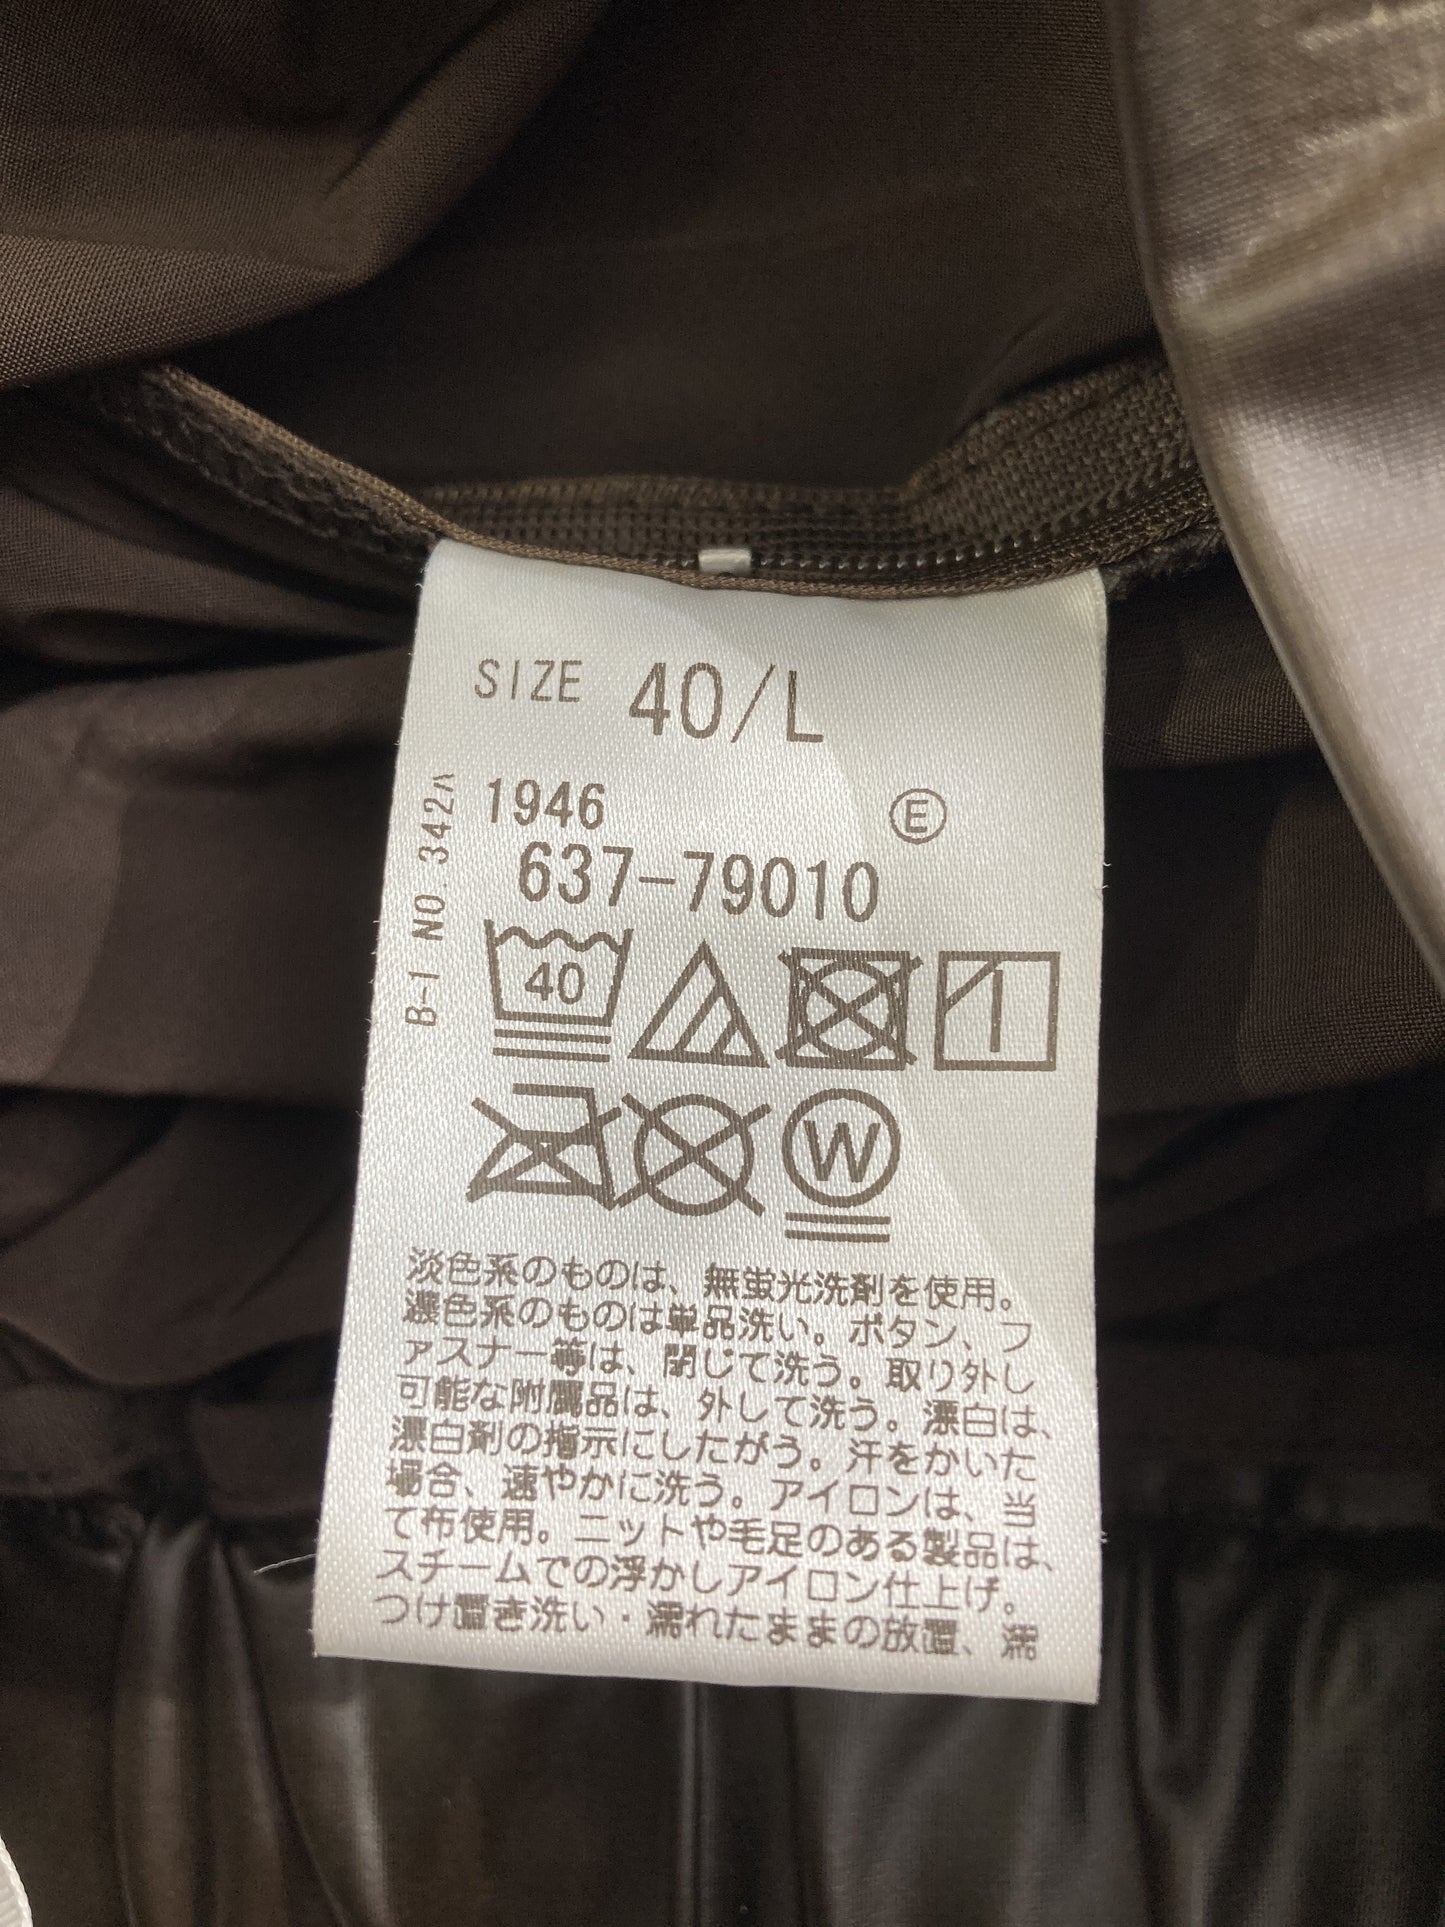 SIZE 40/L
1946 Ⓔ
637-79010
B-1 NO.342ハ
40
W
淡色系のものは、無蛍光洗剤を使用。
濃色系のものは単品洗い。ボタン、フ
ァスナー等は、閉じて洗う。取り外し
可能な附属品は、外して洗う。漂白は、
漂白剤の指示にしたがう。汗をかいた
場合、速やかに洗う。アイロンは、当
て布使用。ニットや毛足のある製品は、
スチームでの浮かしアイロン仕上げ。
つけ置き洗い・濡れたままの放置、濡